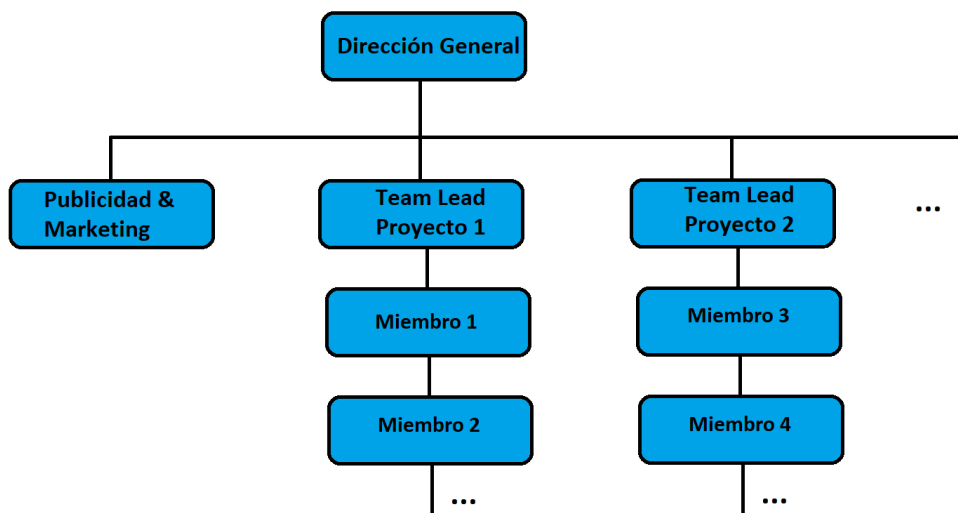 Dirección General
Publicidad &
Marketing
Team Lead
Proyecto 1
Team Lead
Proyecto 2
...
Miembro 1
Miembro 3
Miembro 2
Miembro 4
...
...